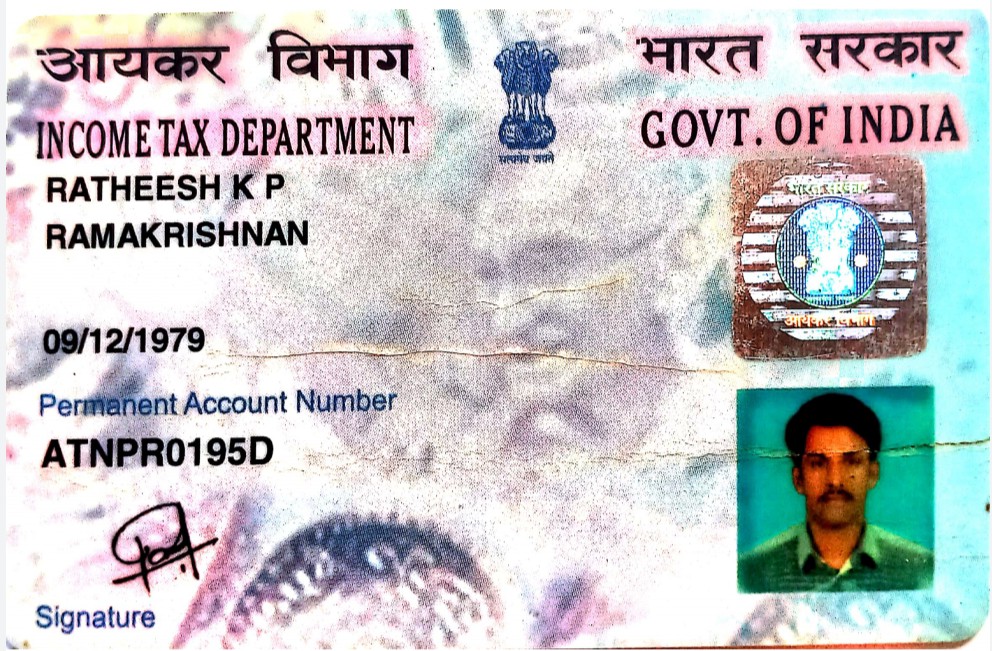 आयकर विभाग
भारत सरकार
INCOME TAX DEPARTMENT
GOVT. OF INDIA
सत्यमेव जयते
RATHEESH K P
RAMAKRISHNAN
भारत सरकार
आयकर विभाग
09/12/1979
Permanent Account Number
ATNPR0195D
Signature